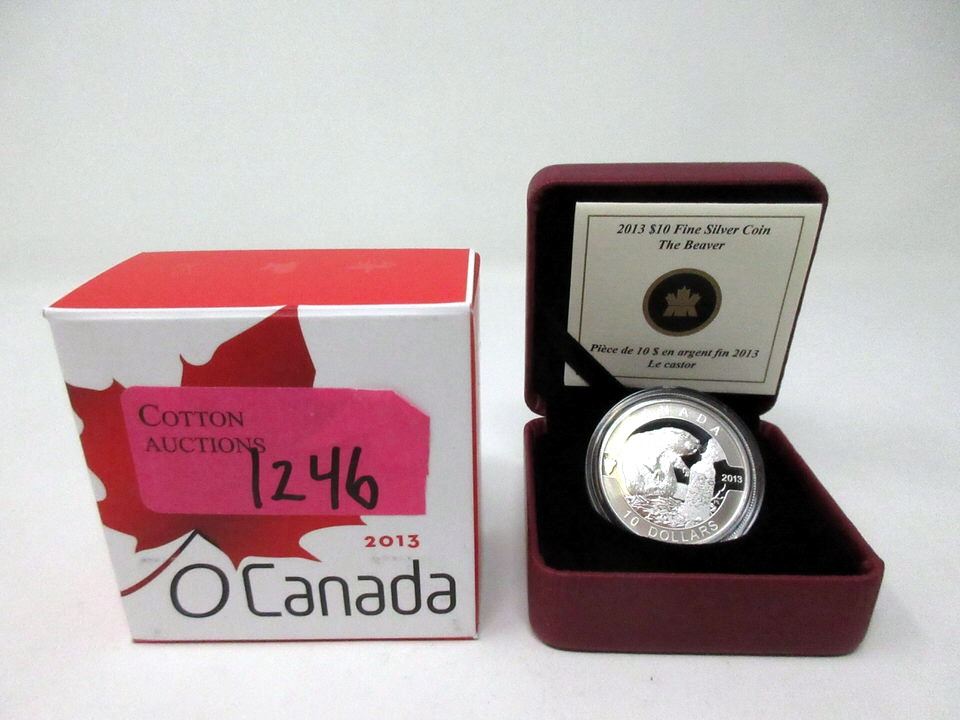 COTTON
AUCTIONS
1246
2013
O Canada
2013 $10 Fine Silver Coin
The Beaver
Pièce de 10 $ en argent fin 2013
Le castor
CANADA
2013
10 DOLLARS